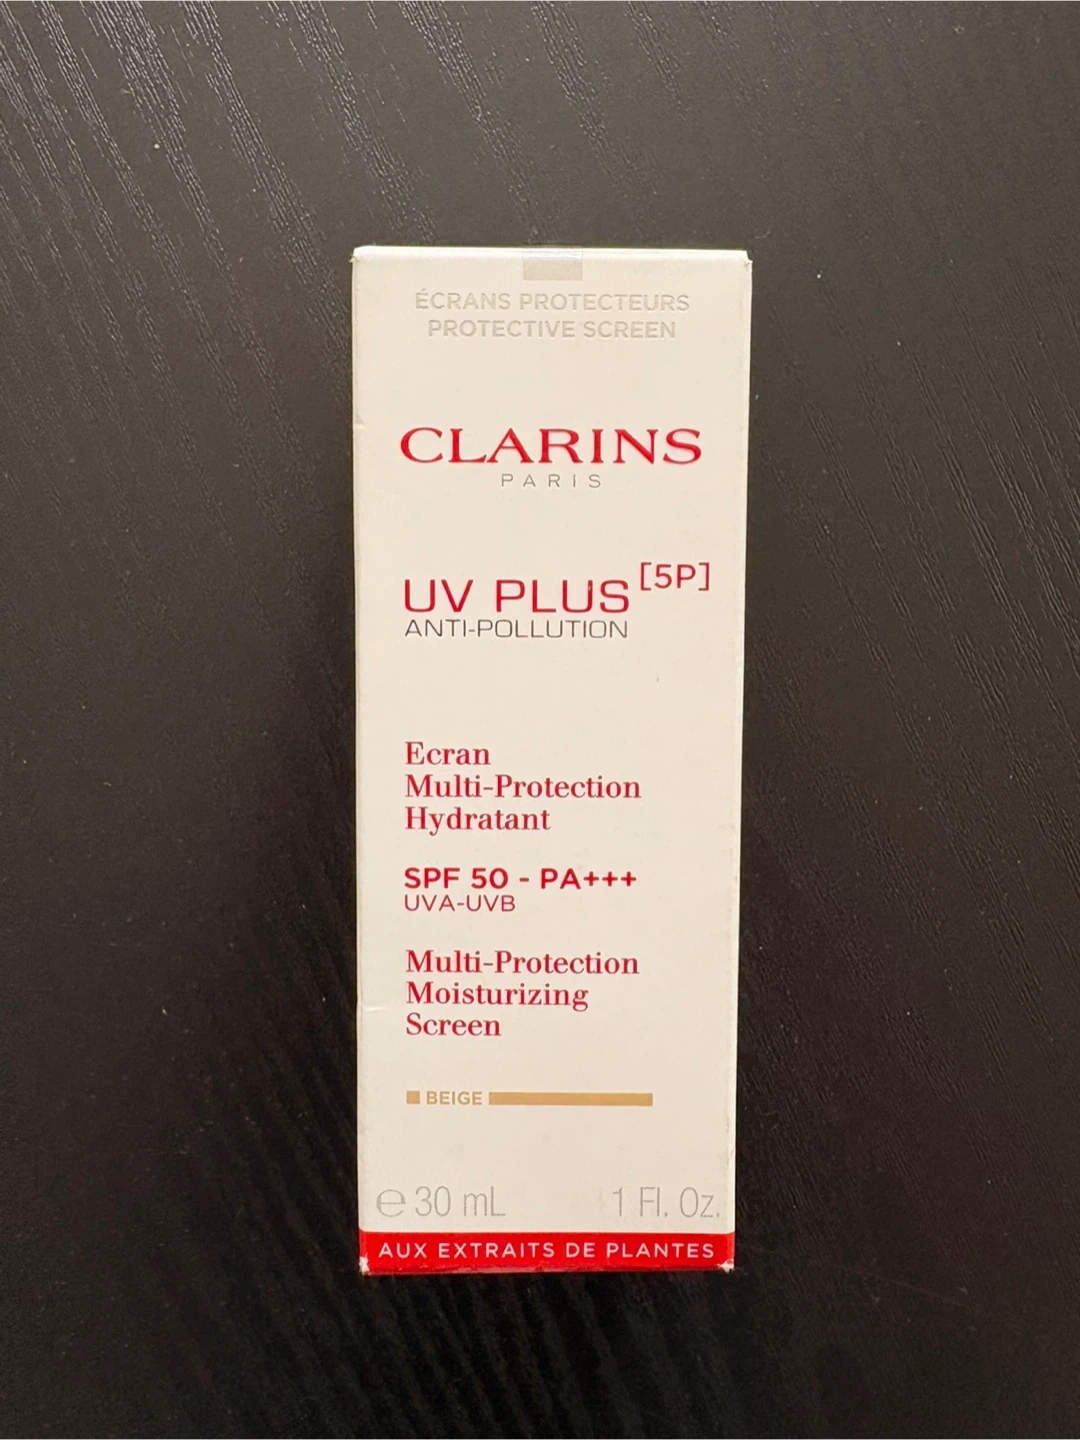 ÉCRANS PROTECTEURS
PROTECTIVE SCREEN
CLARINS
PARIS
UV PLUS [5P]
ANTI-POLLUTION
Ecran
Multi-Protection
Hydratant
SPF 50 - PA+++
UVA-UVB
Multi-Protection
Moisturizing
Screen
BEIGE
℮ 30 mL 1 Fl. Oz.
AUX EXTRAITS DE PLANTES